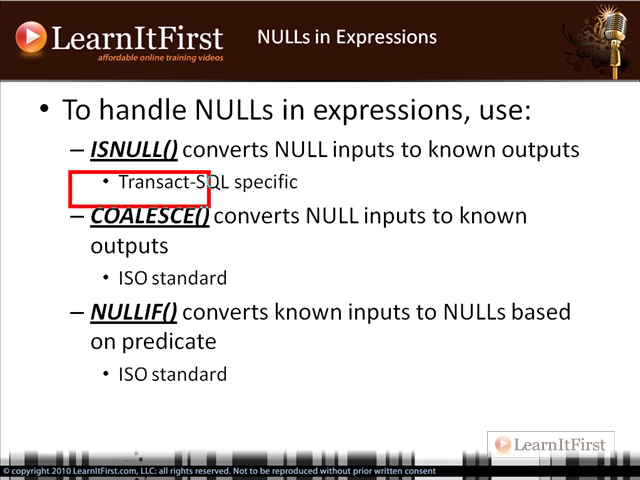 LearnItFirst
affordable online training videos
NULLs in Expressions
• To handle NULLs in expressions, use:
– ISNULL() converts NULL inputs to known outputs
• Transact-SQL specific
– COALESCE() converts NULL inputs to known
outputs
• ISO standard
– NULLIF() converts known inputs to NULLs based
on predicate
• ISO standard
LearnItFirst
© copyright 2010 LearnItFirst.com, LLC: all rights reserved. Not to be reproduced without prior written consent